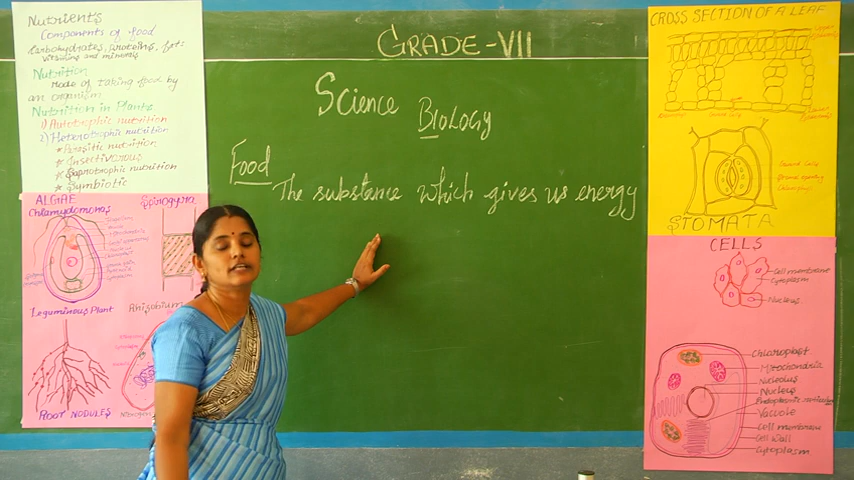 Nutrients
Components of food
Carbohydrates, proteins, fats
vitamins and minerals
Nutrition
Mode of taking food by
an organism
Nutrition in Plants
1) Autotrophic nutrition
2) Heterotrophic nutrition
* Parasitic nutrition
* Insectivorous
* Saprotrophic nutrition
* Symbiotic
ALGAE
Chlamydomonas
Spirogyra
Leguminous Plant
Rhizobium
ROOT NODULES
GRADE-VII
Science
Biology
Food
The substance which gives us energy
CROSS SECTION OF A LEAF
Guard Cells
STOMATA
CELLS
Cell membrane
Cytoplasm
Nucleus
Chloroplast
Mitochondria
Nucleolus
Nucleus
Vacuole
Cell membrane
Cell Wall
Cytoplasm